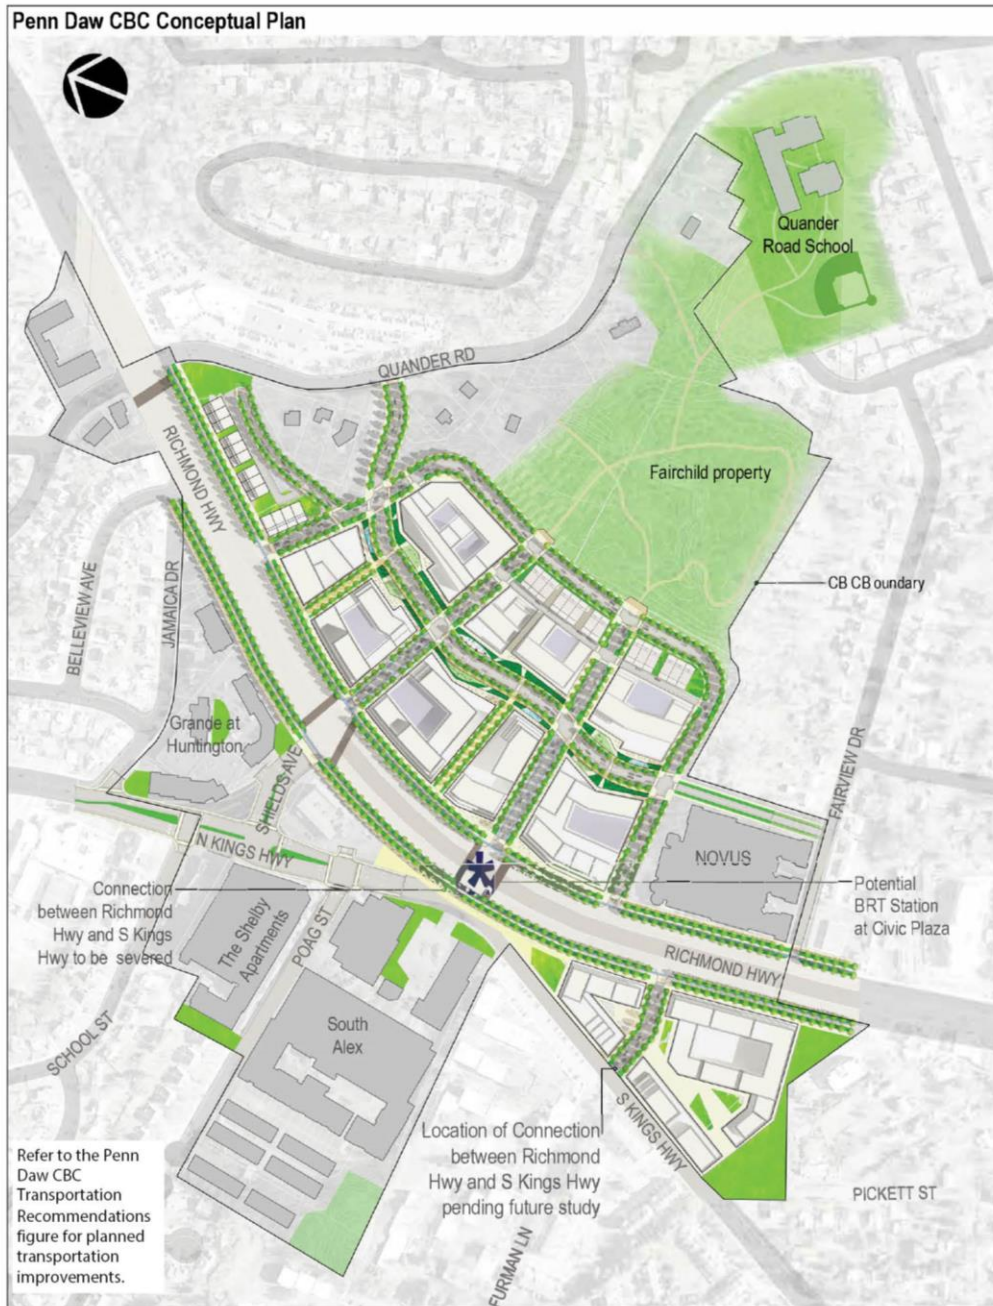 Penn Daw CBC Conceptual Plan
Quander
Road School
QUANDER RD
RICHMOND HWY
Fairchild property
CB CB oundary
BELLEVIEW AVE
JAMAICA DR
Grande at
Huntington
SHIELDS AVE
FAIRVIEW DR
N KINGS HWY
NOVUS
Connection
between Richmond
Hwy and S Kings
Hwy to be severed
Potential
BRT Station
at Civic Plaza
The Shelby
Apartments
POAG ST
RICHMOND HWY
SCHOOL ST
South
Alex
S KINGS HWY
Location of Connection
between Richmond
Hwy and S Kings Hwy
pending future study
PICKETT ST
FURMAN LN
Refer to the Penn
Daw CBC
Transportation
Recommendations
figure for planned
transportation
improvements.